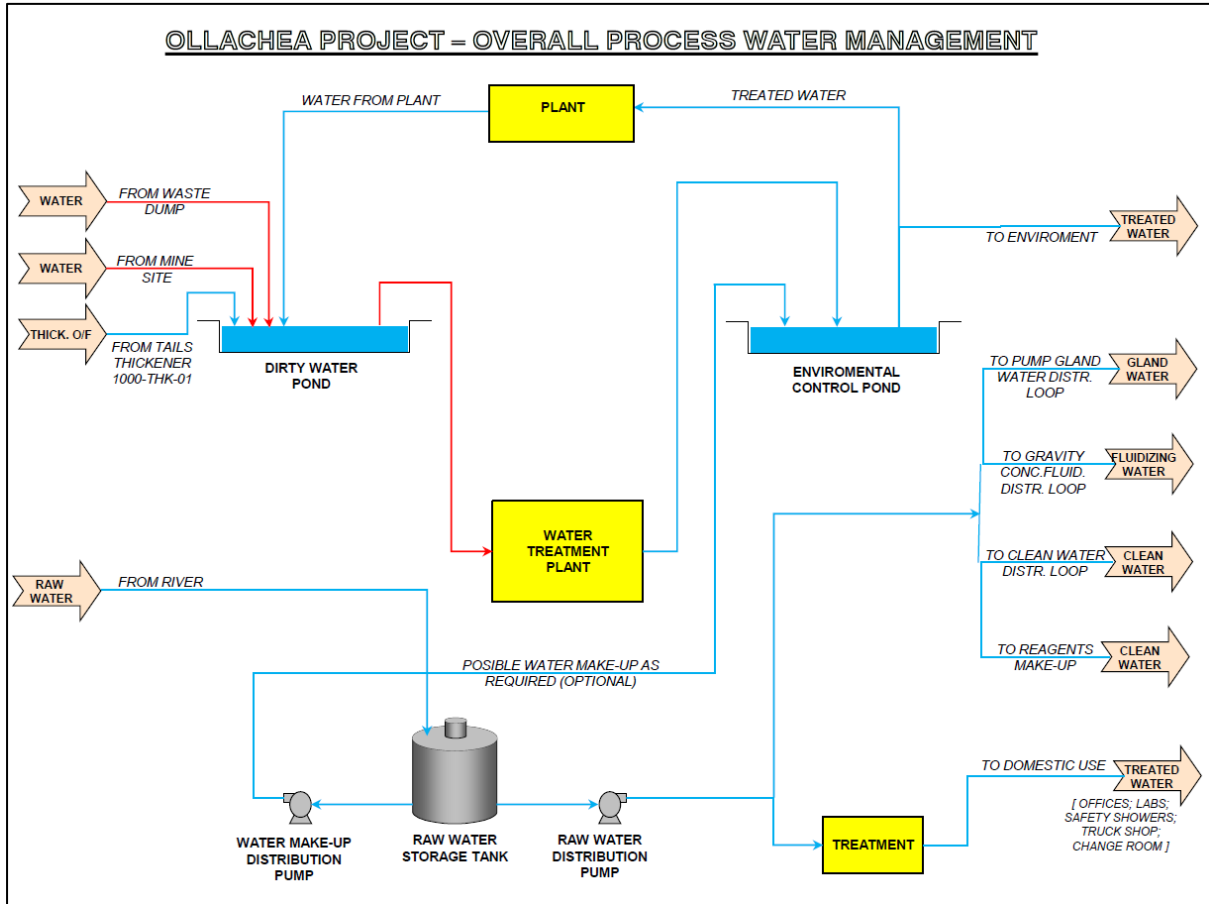 OLLACHEA PROJECT – OVERALL PROCESS WATER MANAGEMENT
WATER FROM PLANT
PLANT
TREATED WATER
WATER
FROM WASTE
DUMP
TREATED
WATER
TO ENVIROMENT
WATER
FROM MINE
SITE
THICK. O/F
FROM TAILS
THICKENER
1000-THK-01
DIRTY WATER
POND
ENVIROMENTAL
CONTROL POND
TO PUMP GLAND
WATER DISTR.
LOOP
GLAND
WATER
TO GRAVITY
CONC.FLUID.
DISTR. LOOP
FLUIDIZING
WATER
WATER
TREATMENT
PLANT
TO CLEAN WATER
DISTR. LOOP
CLEAN
WATER
RAW
WATER
FROM RIVER
TO REAGENTS
MAKE-UP
CLEAN
WATER
POSIBLE WATER MAKE-UP AS
REQUIRED (OPTIONAL)
WATER MAKE-UP
DISTRIBUTION
PUMP
RAW WATER
STORAGE TANK
RAW WATER
DISTRIBUTION
PUMP
TREATMENT
TO DOMESTIC USE
TREATED
WATER
[ OFFICES; LABS;
SAFETY SHOWERS;
TRUCK SHOP;
CHANGE ROOM ]